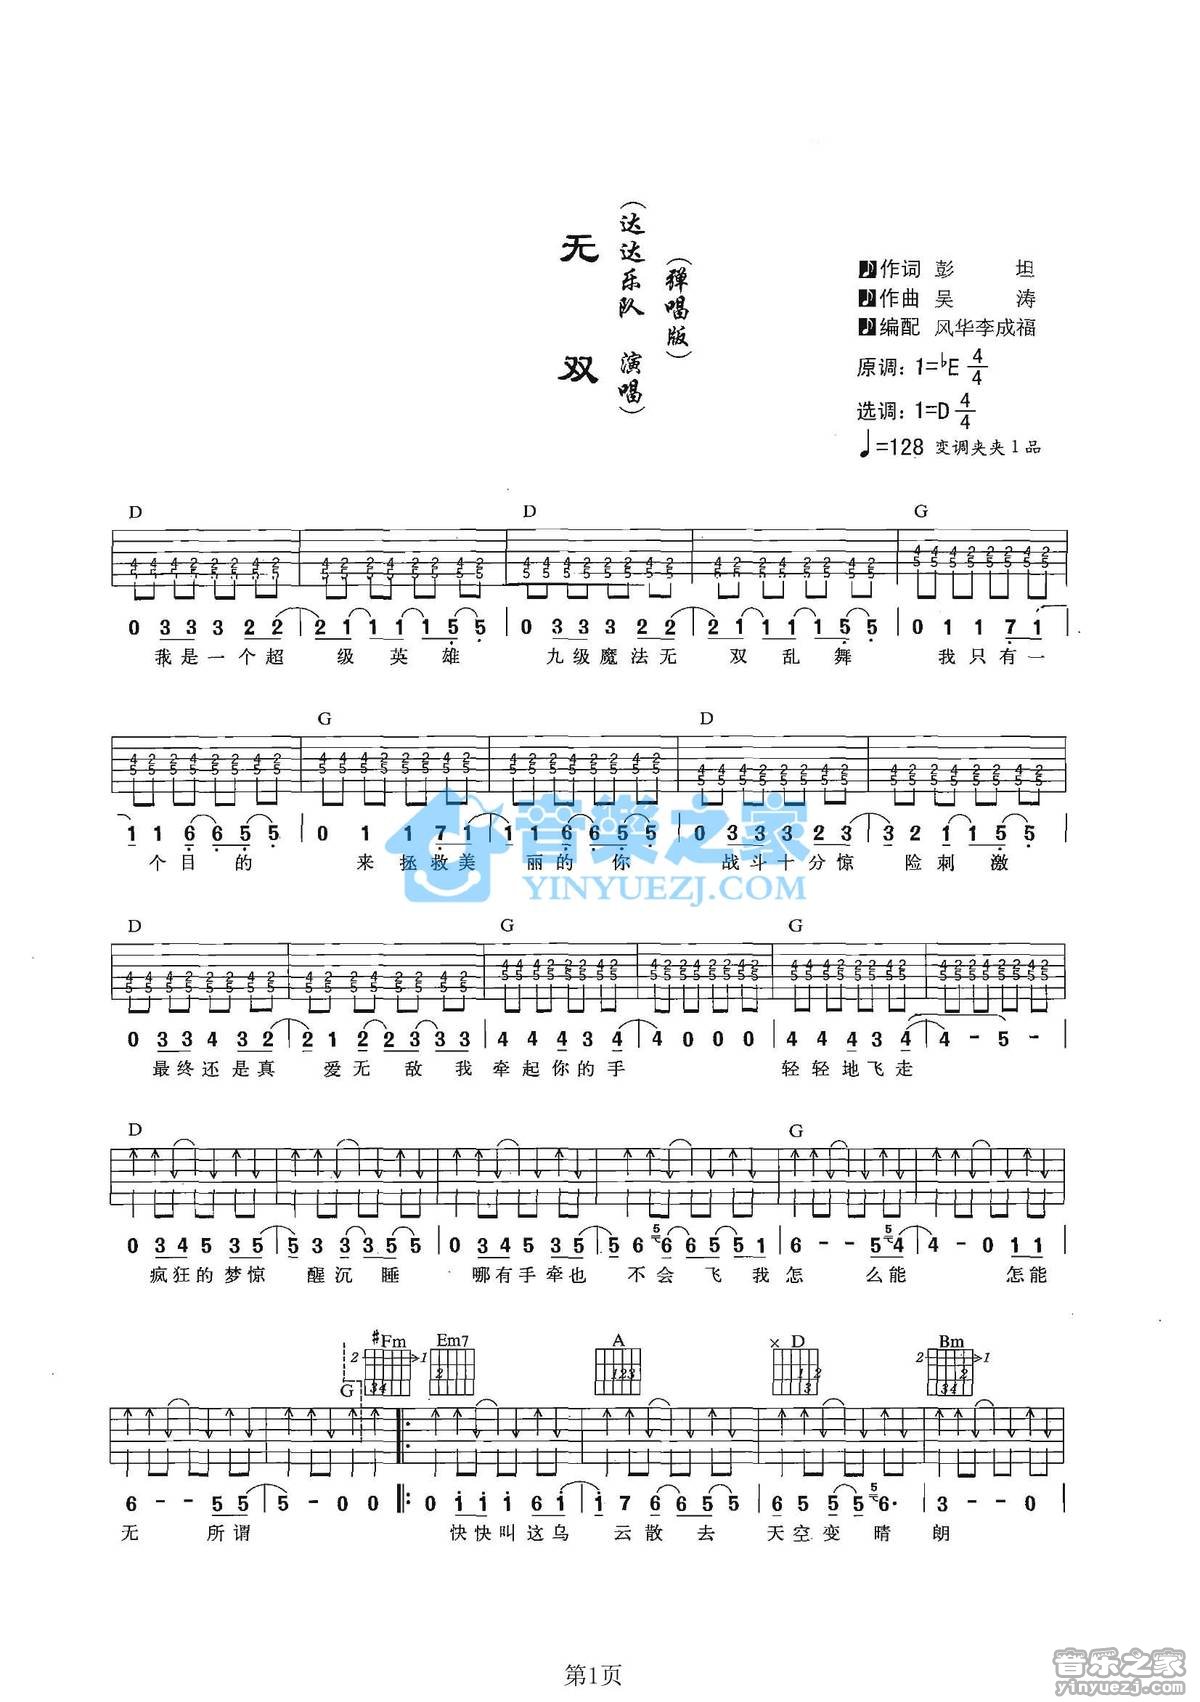 无双
(达达乐队 演唱)
(弹唱版)
作词 彭 坦
作曲 吴 涛
编配 风华李成福
原调: 1=♭E 4/4
选调: 1=D 4/4
♩=128 变调夹夹1品
D D G
0 3 3 3 2 2 | 2 1 1 1 1 5 5 | 0 3 3 3 2 2 | 2 1 1 1 1 5 5 | 0 1 1 7 1 |
我是一个超 级英雄 九级魔法无 双乱舞 我只有一
G D
1 1 6 6 5 5 | 0 1 1 7 1 | 1 1 6 6 5 5 | 0 3 3 3 2 3 | 3 2 1 1 5 5 |
个目的 来拯救美 丽的你 战斗十分惊 险刺激
音樂之家
YINYUEZJ.COM
D G G
0 3 3 4 3 2 | 2 1 2 2 3 3 3 | 4 4 4 3 4 | 4 0 0 0 | 4 4 4 3 4 | 4 - 5 - |
最终还是真 爱无敌我 牵起你的手 轻轻地飞走
D G
0 3 4 5 3 5 | 5 3 3 3 5 5 | 0 3 4 5 3 5 | 5 6 5 6 6 5 5 1 | 6 - - 5 5 4 | 4 - 0 1 1 |
疯狂的梦惊 醒沉睡 哪有手牵也 不会飞我怎 么能 怎能
G #Fm Em7 A × D Bm
6 - - 5 5 | 5 - 0 0 |: 0 1 1 1 6 1 | 1 7 6 6 5 5 | 6 5 5 5 5 6· | 3 - - 0 |
无 所谓 快快叫这乌 云散去 天空变晴 朗
第1页
音乐之家
yinyuezj.com